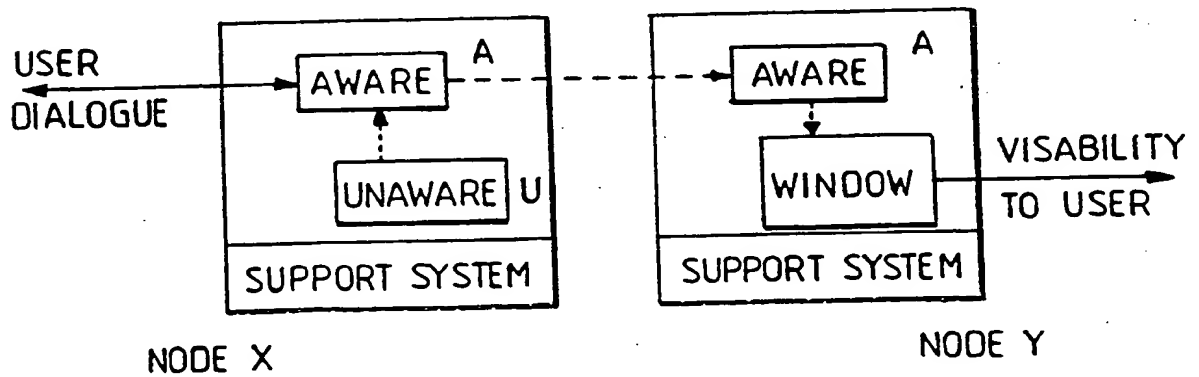 USER
DIALOGUE
AWARE
A
UNAWARE
U
SUPPORT SYSTEM
NODE X
AWARE
A
WINDOW
VISABILITY
TO USER
SUPPORT SYSTEM
NODE Y